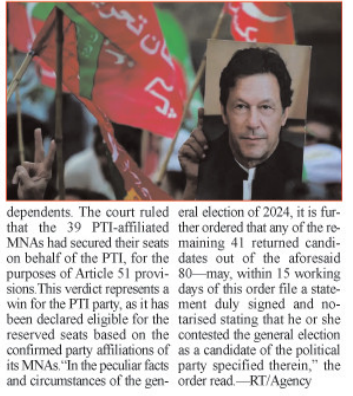 dependents. The court ruled
that the 39 PTI-affiliated
MNAs had secured their seats
on behalf of the PTI, for the
purposes of Article 51 provi-
sions.This verdict represents a
win for the PTI party, as it has
been declared eligible for the
reserved seats based on the
confirmed party affiliations of
its MNAs.“In the peculiar facts
and circumstances of the gen-
eral election of 2024, it is fur-
ther ordered that any of the re-
maining 41 returned candi-
dates out of the aforesaid
80—may, within 15 working
days of this order file a state-
ment duly signed and no-
tarised stating that he or she
contested the general election
as a candidate of the political
party specified therein,” the
order read.—RT/Agency